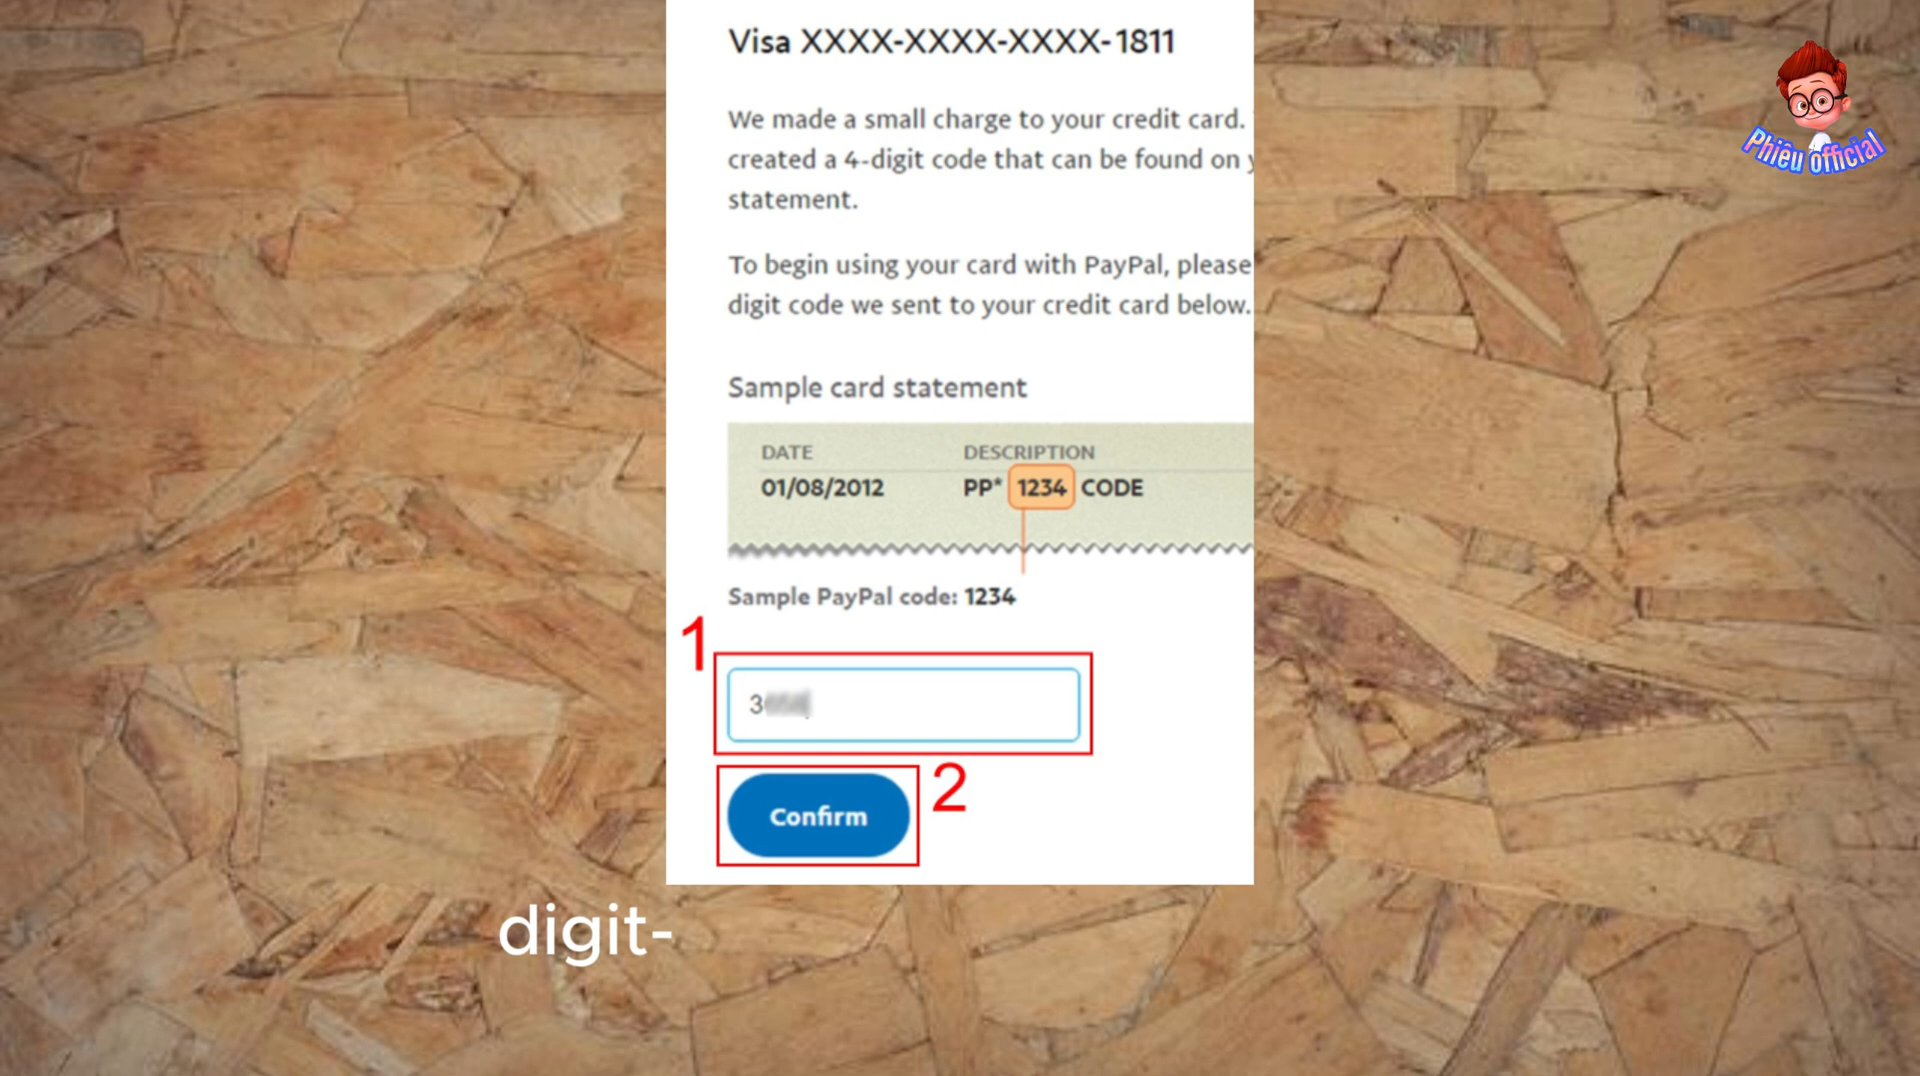 Visa XXXX-XXXX-XXXX-1811
We made a small charge to your credit card.
created a 4-digit code that can be found on y
statement.
To begin using your card with PayPal, please
digit code we sent to your credit card below.
Sample card statement
DATE DESCRIPTION
01/08/2012 PP* 1234 CODE
Sample PayPal code: 1234
1
3
Confirm
2
digit-
Phiêu official